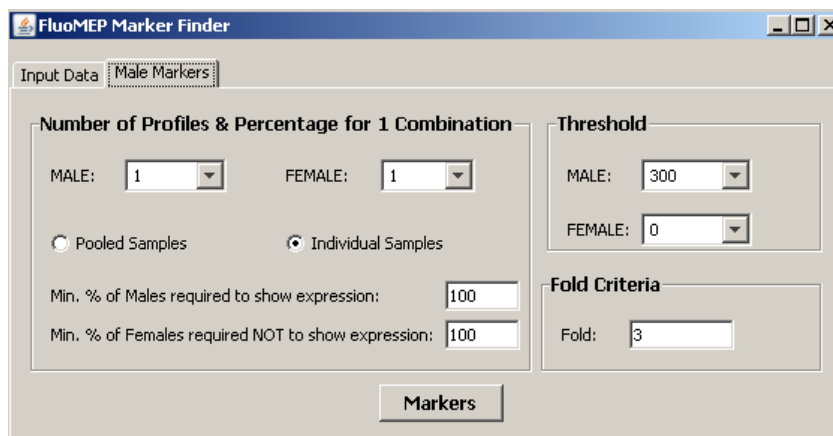 FluoMEP Marker Finder
Input Data Male Markers
Number of Profiles & Percentage for 1 Combination
MALE: 1 FEMALE: 1
Pooled Samples Individual Samples
Min. % of Males required to show expression: 100
Min. % of Females required NOT to show expression: 100
Threshold
MALE: 300
FEMALE: 0
Fold Criteria
Fold: 3
Markers